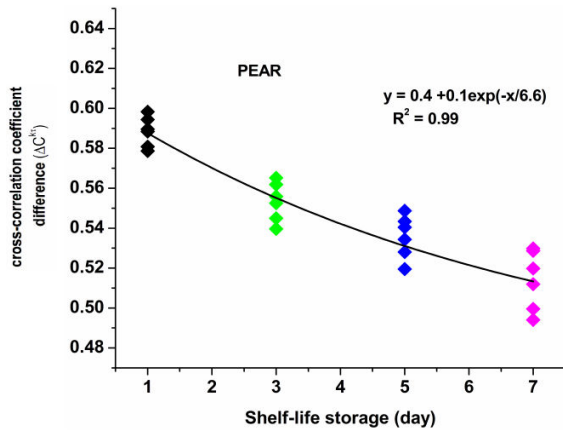 0.64
0.62
0.60
0.58
0.56
0.54
0.52
0.50
0.48
cross-correlation coefficient
difference (ΔC^kτ)
PEAR
y = 0.4 +0.1exp(-x/6.6)
R² = 0.99
1 2 3 4 5 6 7
Shelf-life storage (day)